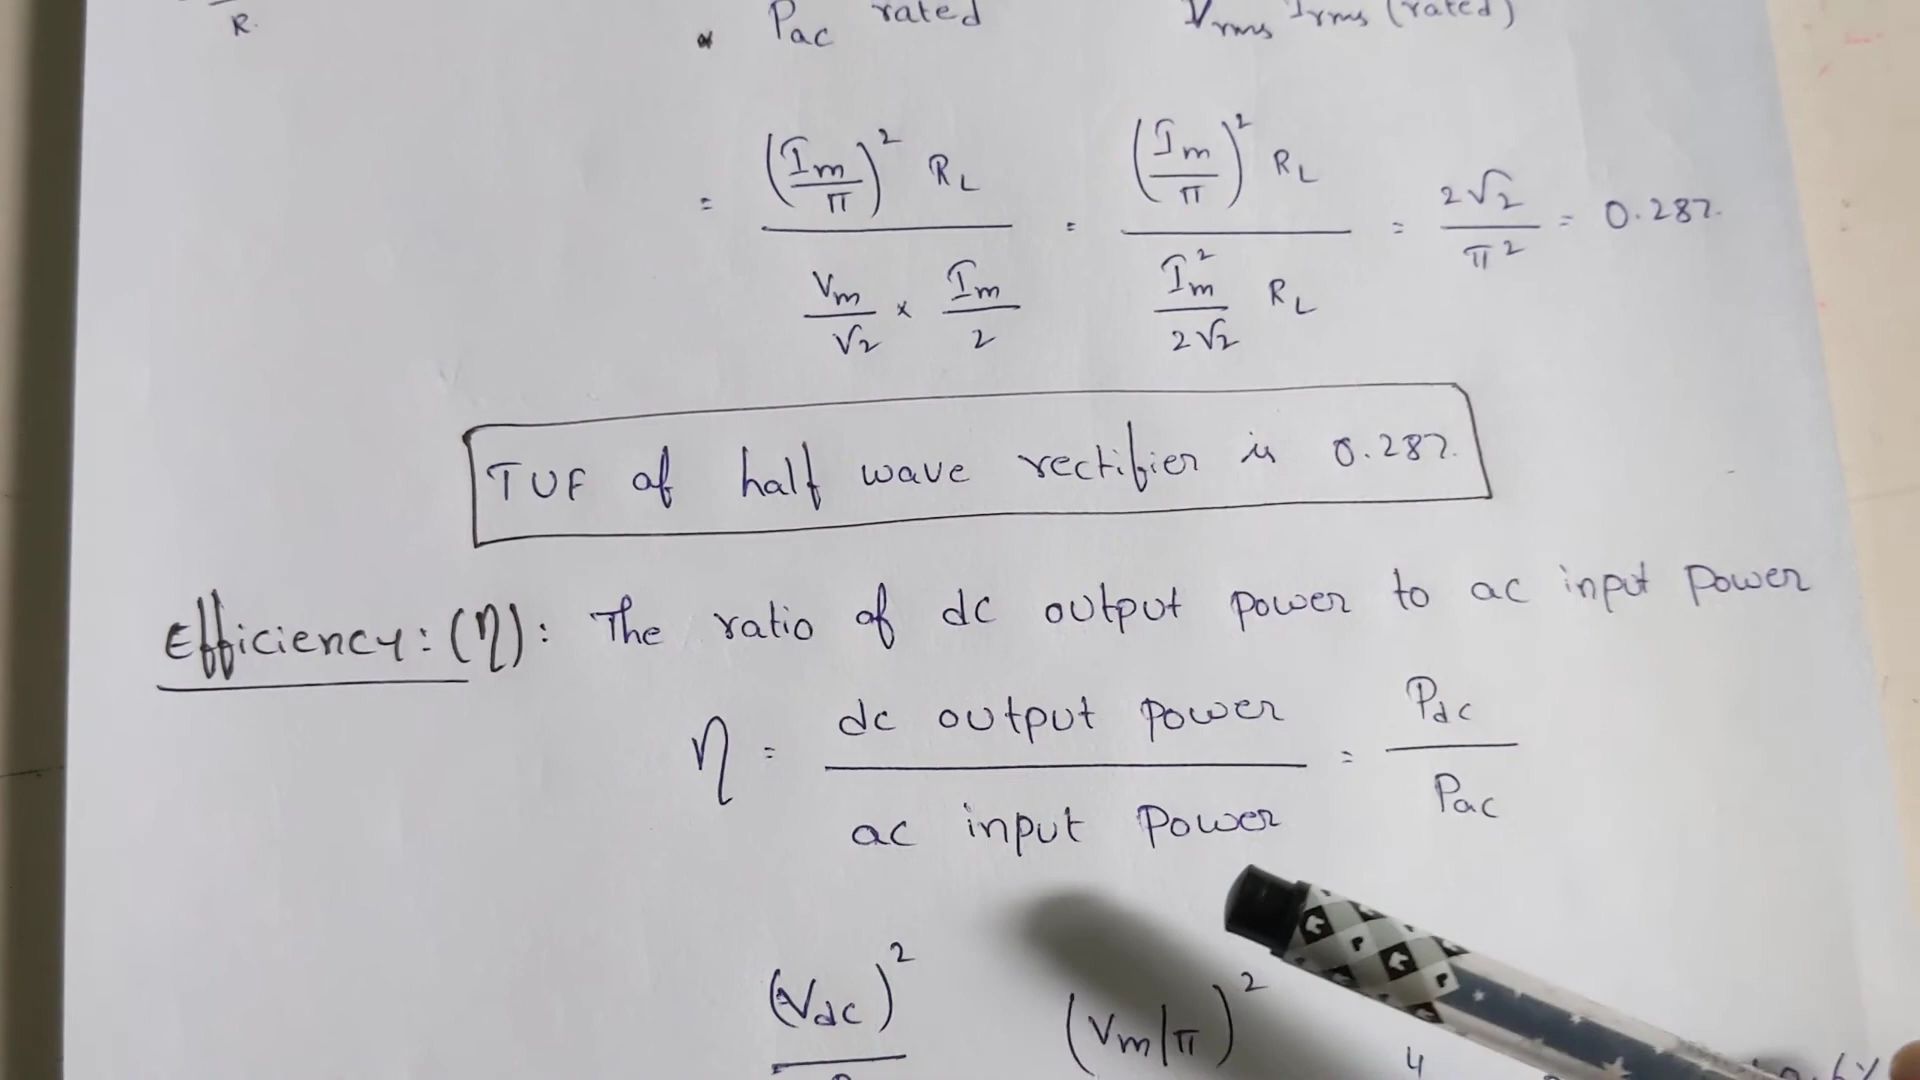 R.
Pac rated Vrms Irms (rated)
= (Im/π)² RL / (Vm/√2 × Im/2) = (Im/π)² RL / (Im²/2√2 RL) = 2√2/π² = 0.287.
TUF of half wave rectifier is 0.287.
Efficiency: (η): The ratio of dc output power to ac input power
η = dc output power / ac input power = Pdc / Pac
(Vdc)² (Vm/π)² 4